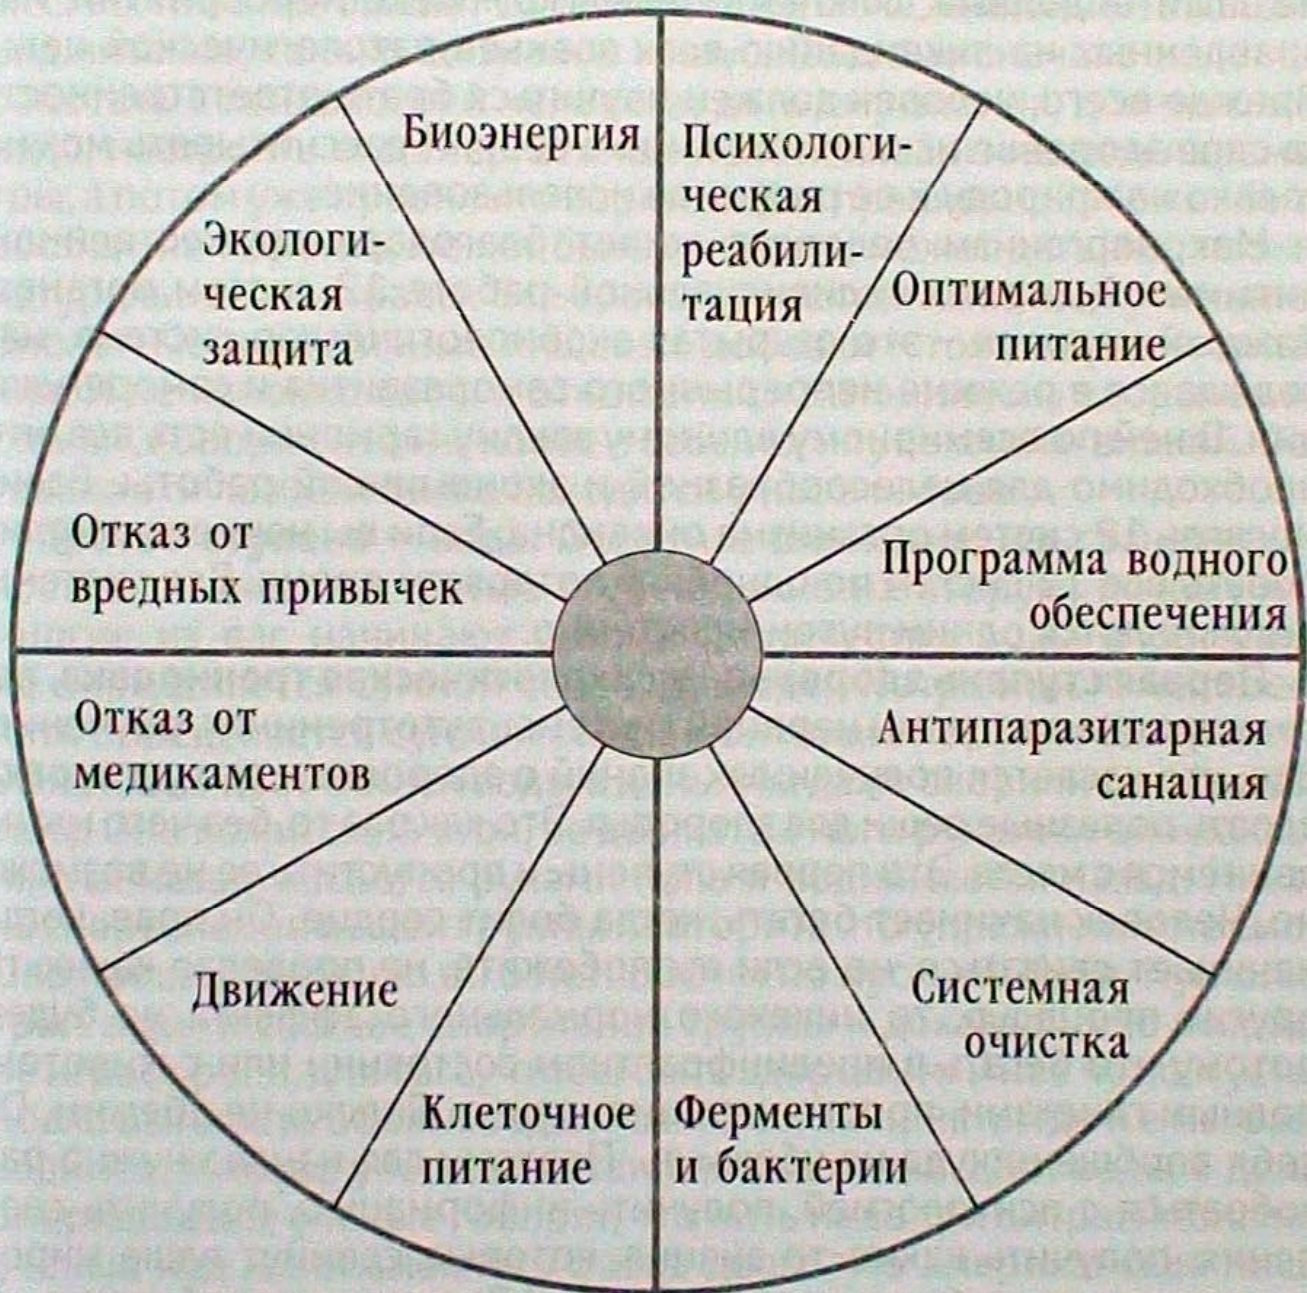 Биоэнергия
Психологи-
ческая
реабили-
тация
Оптимальное
питание
Программа водного
обеспечения
Антипаразитарная
санация
Системная
очистка
Ферменты
и бактерии
Клеточное
питание
Движение
Отказ от
медикаментов
Отказ от
вредных привычек
Экологи-
ческая
защита